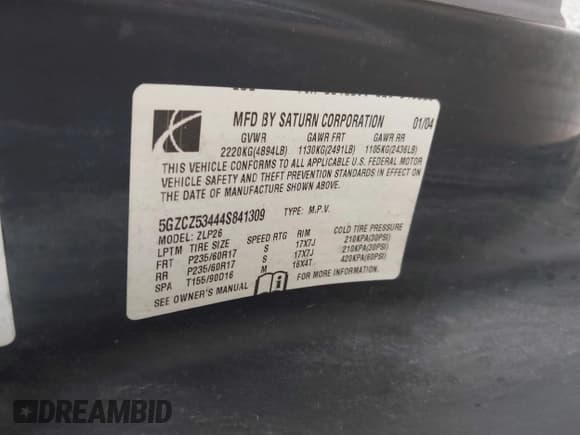 MFD BY SATURN CORPORATION 01/04
GVWR GAWR FRT GAWR RR
2220KG(4894LB) 1130KG(2491LB) 1105KG(2436LB)
THIS VEHICLE CONFORMS TO ALL APPLICABLE U.S. FEDERAL MOTOR
VEHICLE SAFETY AND THEFT PREVENTION STANDARDS IN EFFECT ON
THE DATE OF MANUFACTURE SHOWN ABOVE.
5GZCZ53444S841309 TYPE: M.P.V.
MODEL: ZLP26
LPTM TIRE SIZE SPEED RTG RIM COLD TIRE PRESSURE
FRT P235/60R17 S 17X7J 210KPA(30PSI)
RR P235/60R17 S 17X7J 210KPA(30PSI)
SPA T155/90D16 M 16X4T 420KPA(60PSI)
SEE OWNER'S MANUAL FOR MORE INFORMATION.
DREAMBID